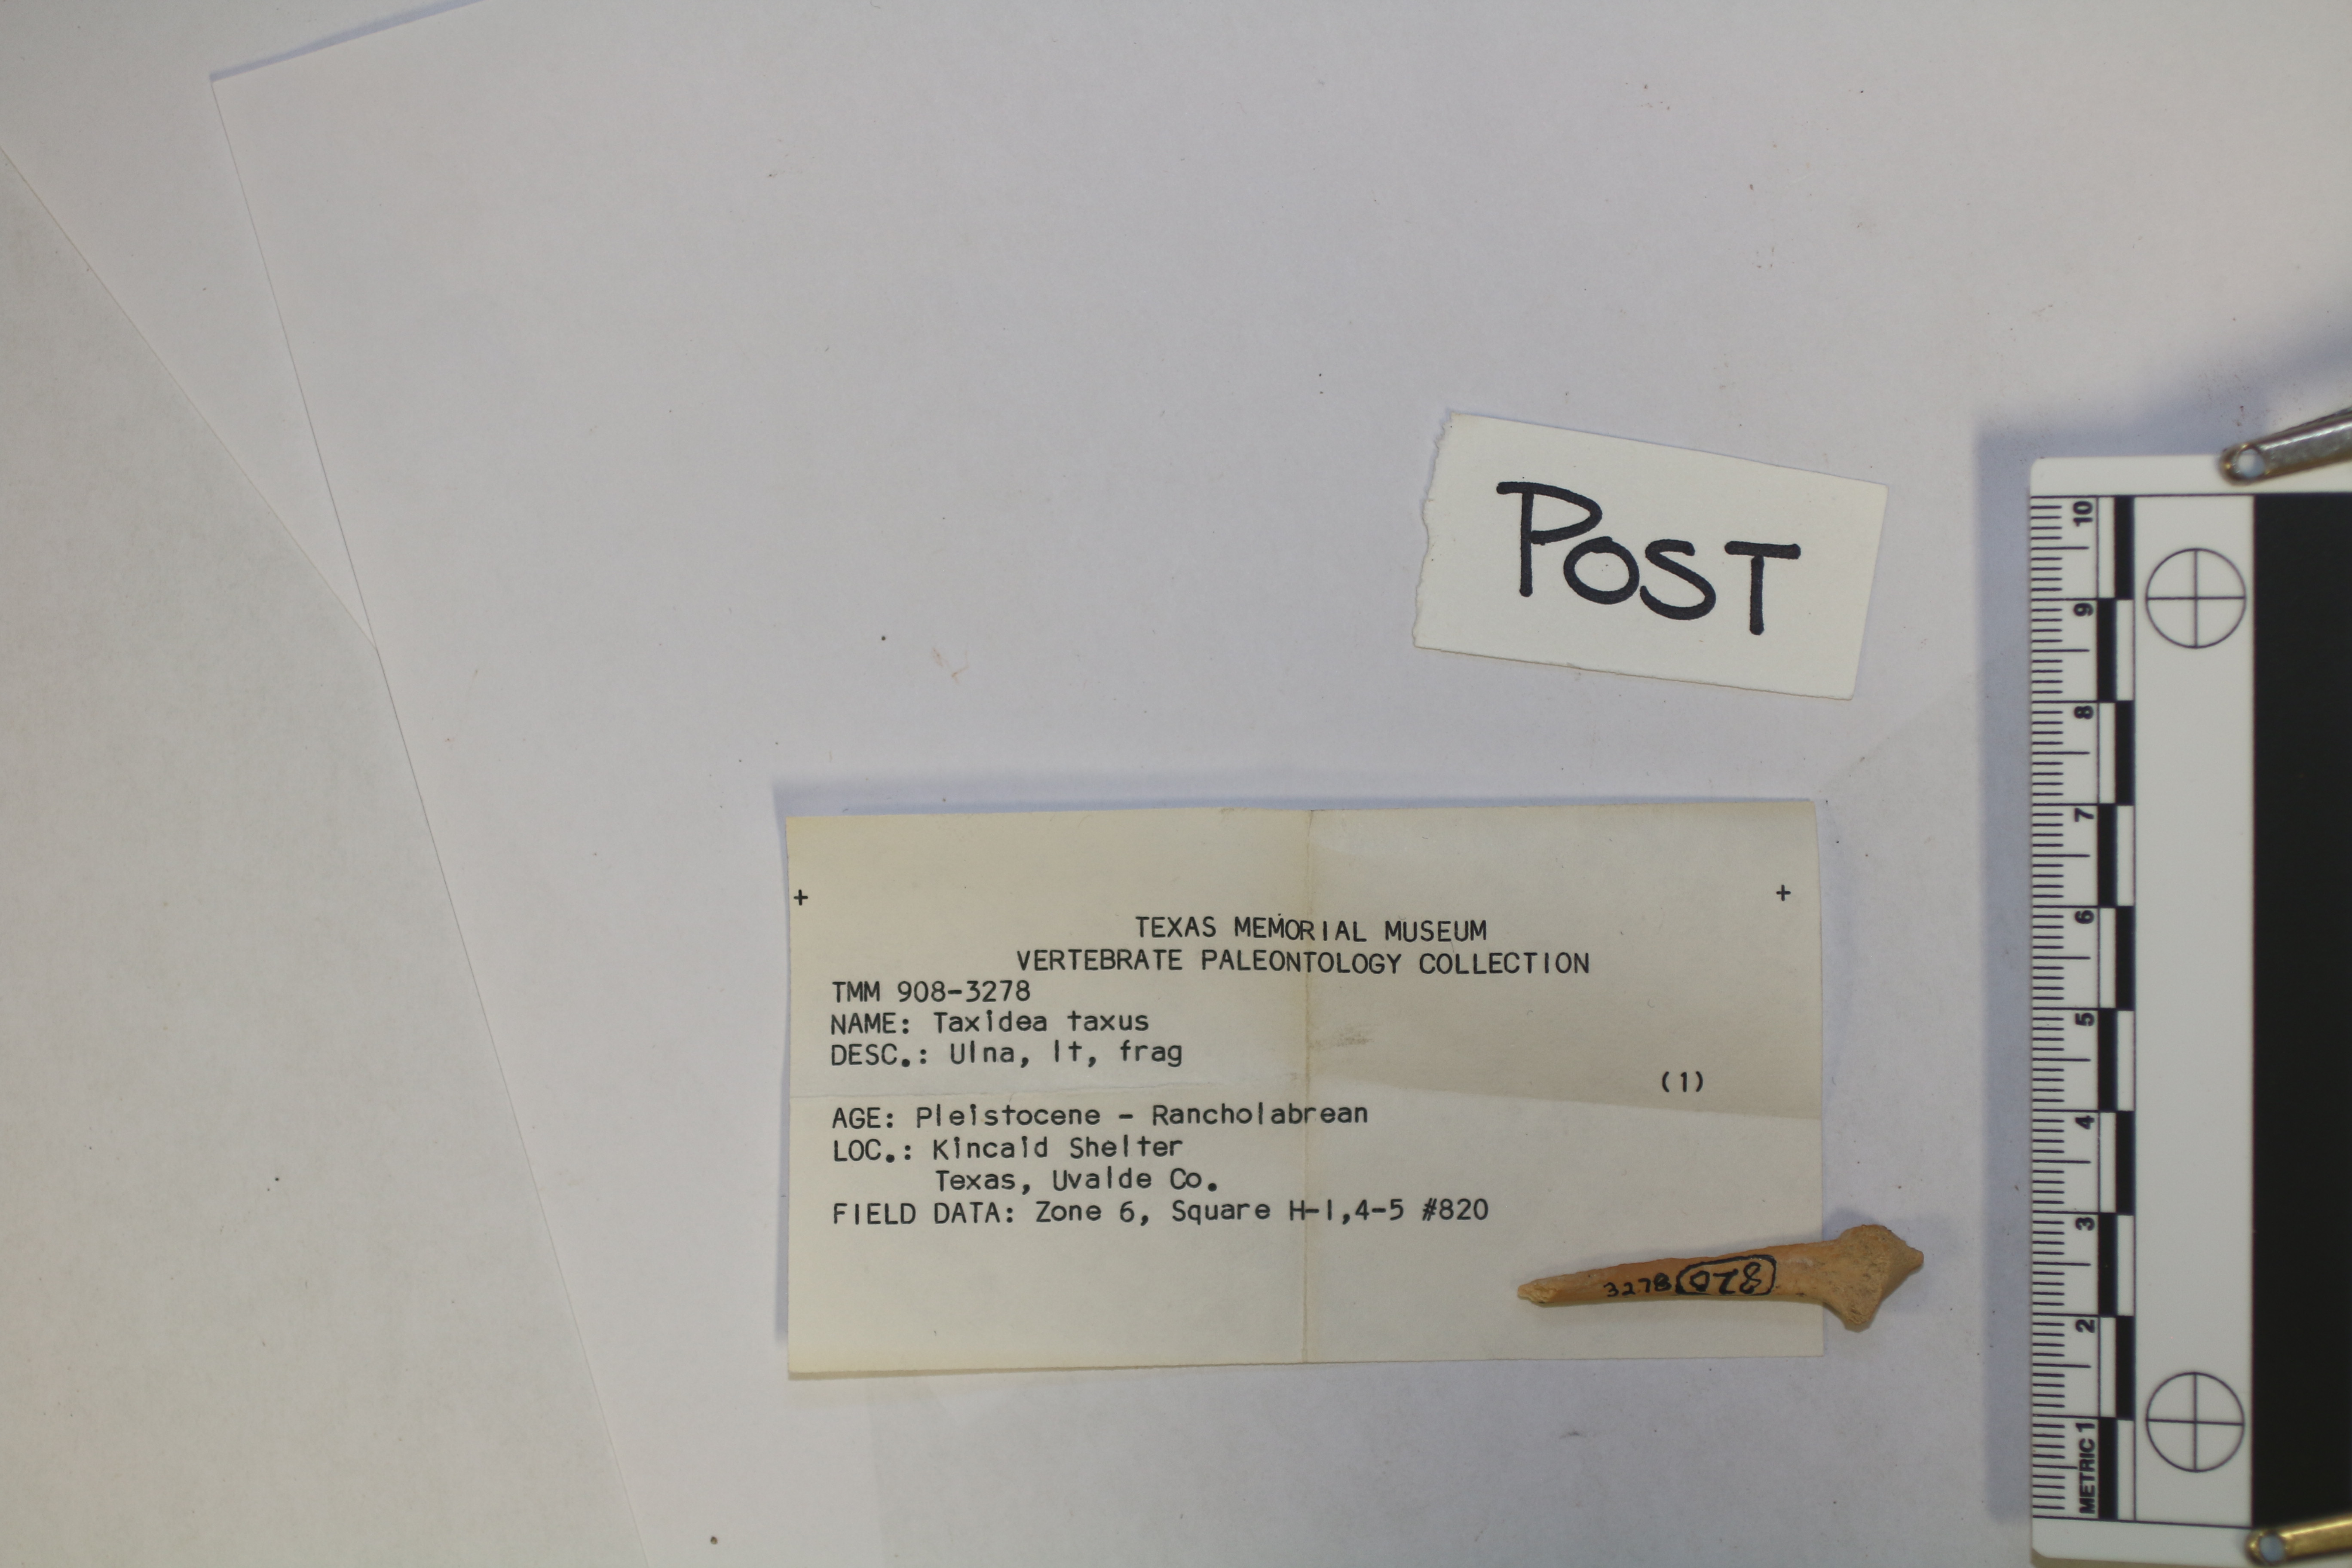 + +
TEXAS MEMORIAL MUSEUM
VERTEBRATE PALEONTOLOGY COLLECTION
TMM 908-3278
NAME: Taxidea taxus
DESC.: Ulna, lt, frag
(1)
AGE: Pleistocene - Rancholabrean
LOC.: Kincaid Shelter
Texas, Uvalde Co.
FIELD DATA: Zone 6, Square H-1,4-5 #820
POST
3278
820
METRIC 1 2 3 4 5 6 7 8 9 10